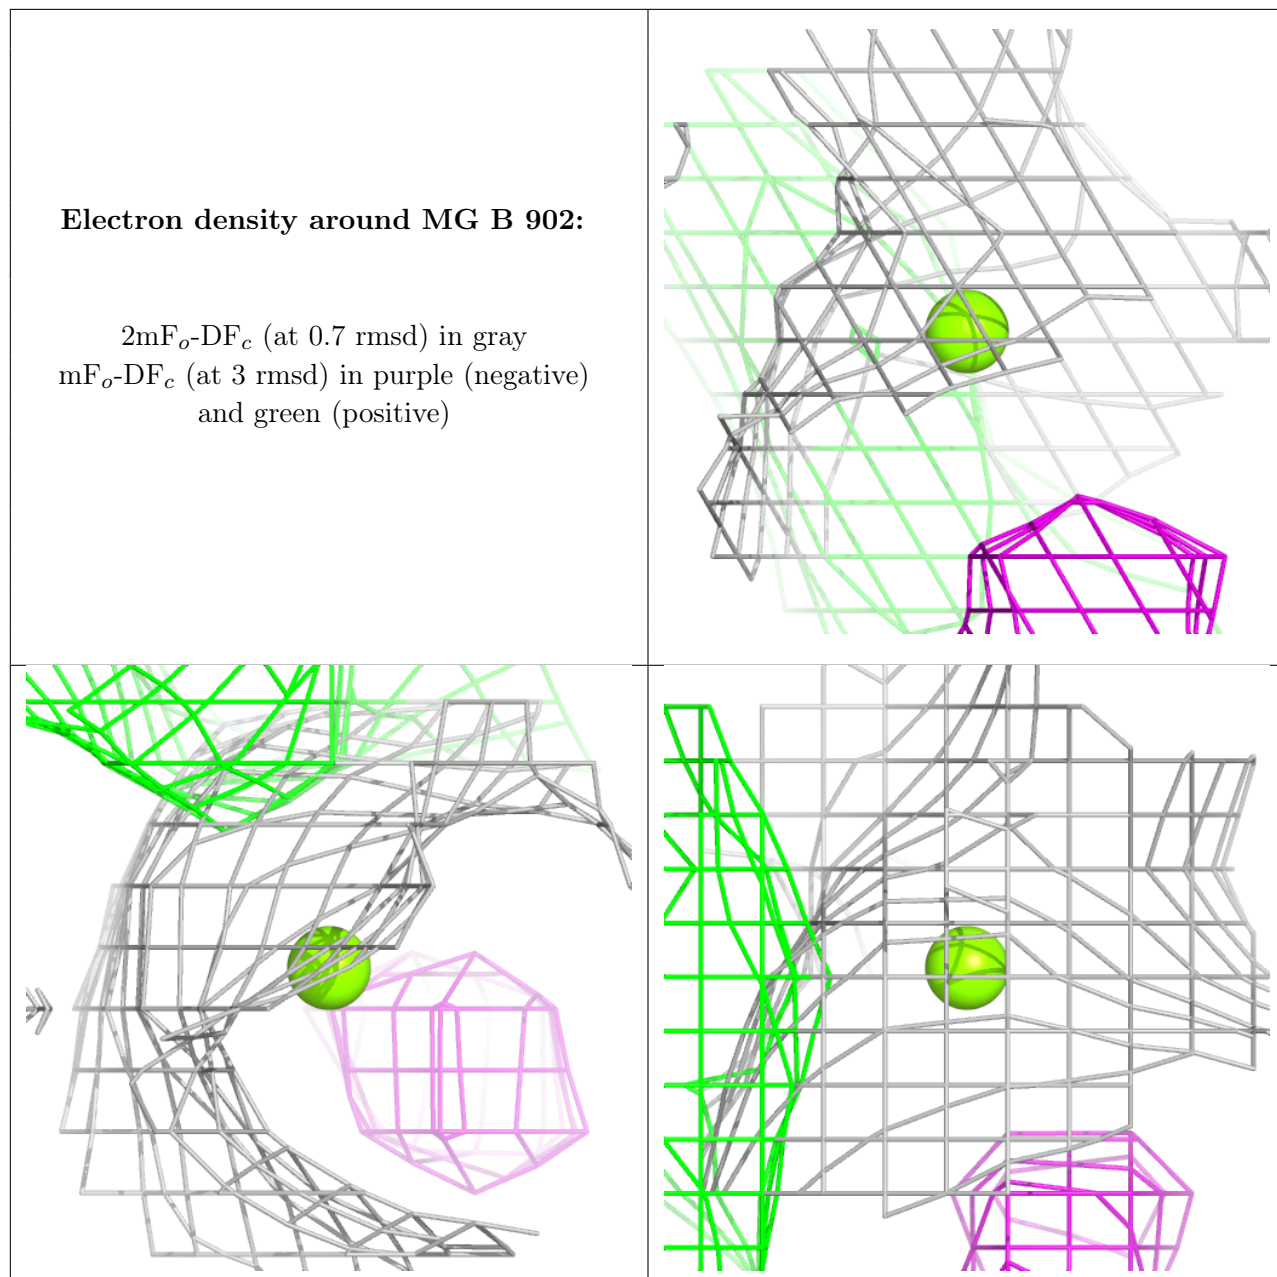 Electron density around MG B 902:
2mFo-DFc (at 0.7 rmsd) in gray
mFo-DFc (at 3 rmsd) in purple (negative)
and green (positive)